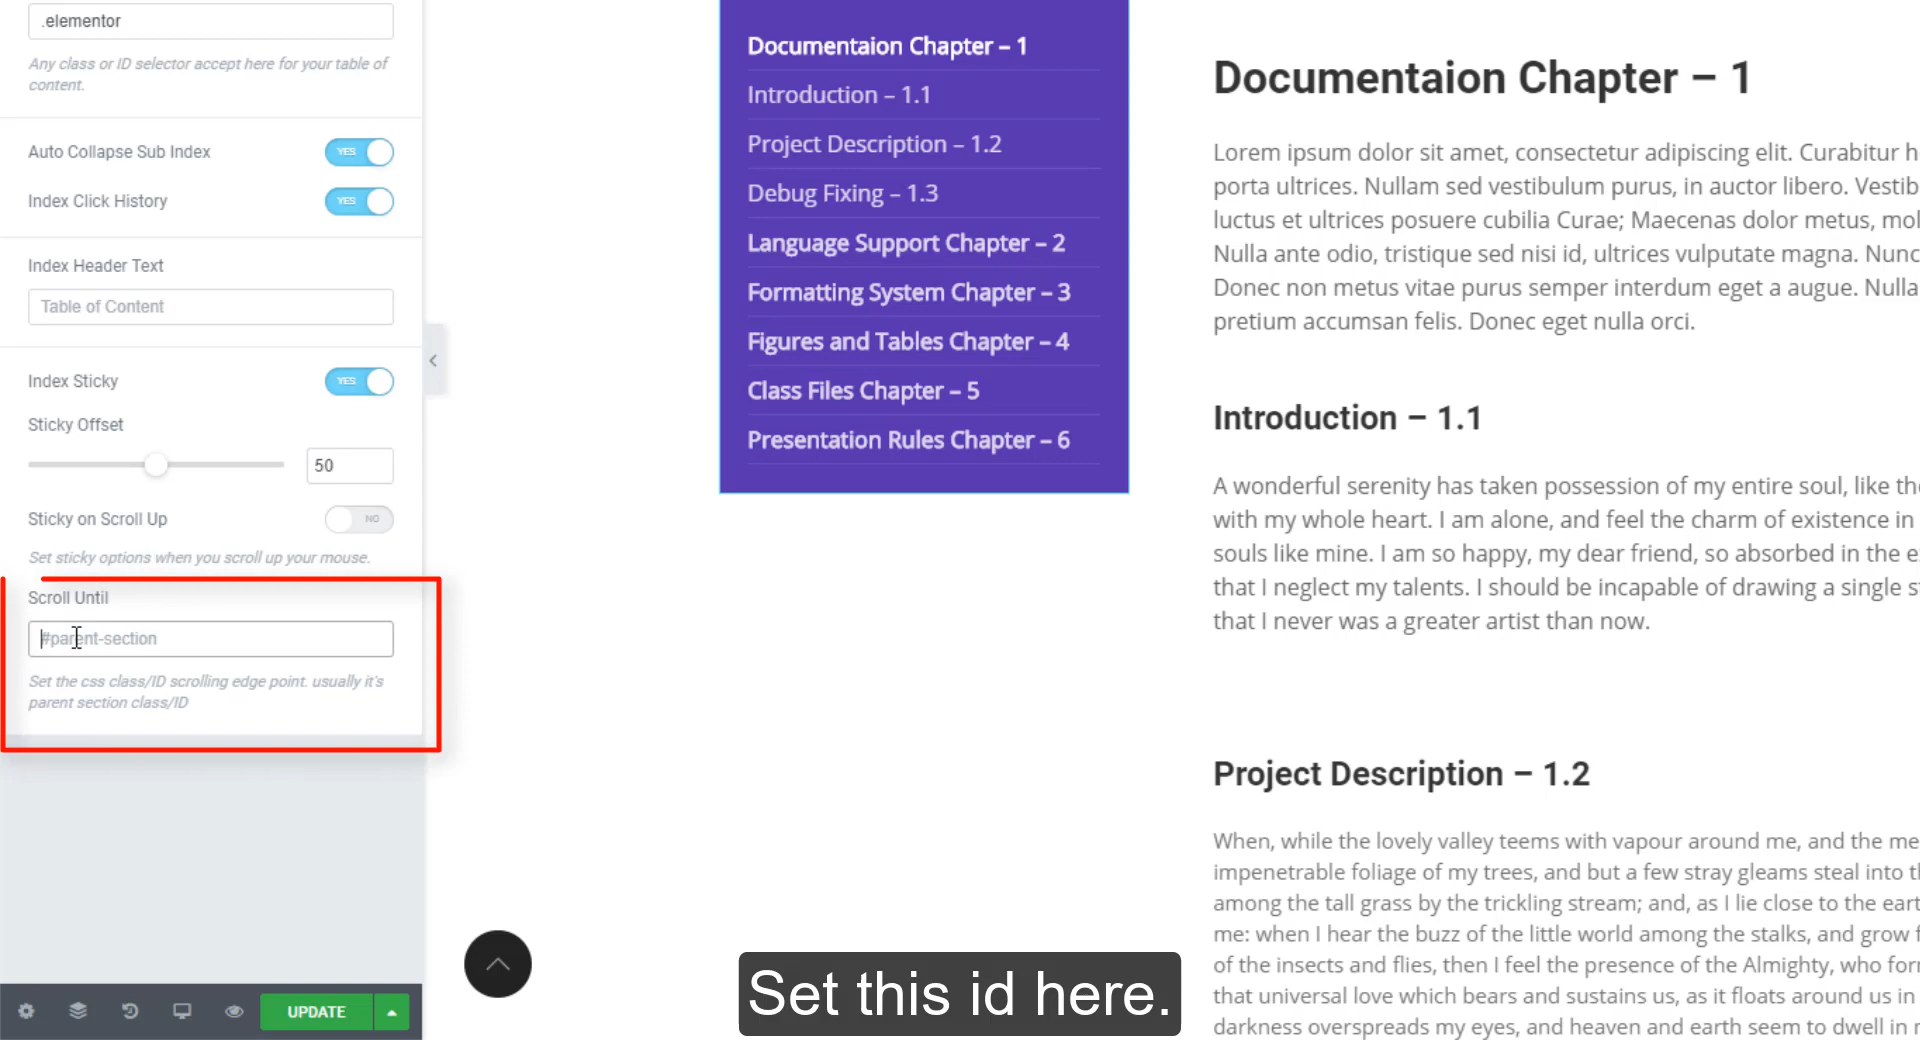 .elementor
Any class or ID selector accept here for your table of
content.
Auto Collapse Sub Index
YES
Index Click History
YES
Index Header Text
Table of Content
Index Sticky
YES
Sticky Offset
50
Sticky on Scroll Up
NO
Set sticky options when you scroll up your mouse.
Scroll Until
#parent-section
Set the css class/ID scrolling edge point. usually it's
parent section class/ID
UPDATE
Documentaion Chapter – 1
Introduction – 1.1
Project Description – 1.2
Debug Fixing – 1.3
Language Support Chapter – 2
Formatting System Chapter – 3
Figures and Tables Chapter – 4
Class Files Chapter – 5
Presentation Rules Chapter – 6
Documentaion Chapter – 1
Lorem ipsum dolor sit amet, consectetur adipiscing elit. Curabitur
porta ultrices. Nullam sed vestibulum purus, in auctor libero.
luctus et ultrices posuere cubilia Curae; Maecenas dolor metus,
Nulla ante odio, tristique sed nisi id, ultrices vulputate magna. Nunc
Donec non metus vitae purus semper interdum eget a augue. Nulla
pretium accumsan felis. Donec eget nulla orci.
Introduction – 1.1
A wonderful serenity has taken possession of my entire soul, like
with my whole heart. I am alone, and feel the charm of existence in
souls like mine. I am so happy, my dear friend, so absorbed in the
that I neglect my talents. I should be incapable of drawing a single
that I never was a greater artist than now.
Project Description – 1.2
When, while the lovely valley teems with vapour around me, and the
impenetrable foliage of my trees, and but a few stray gleams steal into
among the tall grass by the trickling stream; and, as I lie close to the
me: when I hear the buzz of the little world among the stalks, and grow
of the insects and flies, then I feel the presence of the Almighty, who
that universal love which bears and sustains us, as it floats around us in
darkness overspreads my eyes, and heaven and earth seem to dwell in
Set this id here.